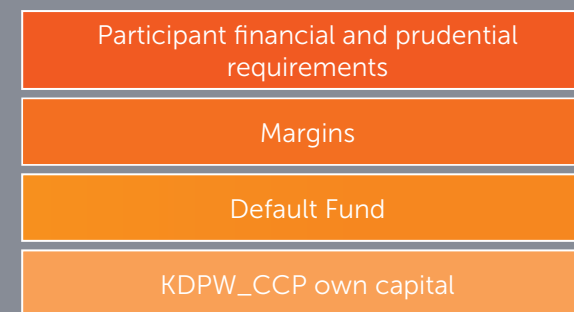 Participant financial and prudential
requirements
Margins
Default Fund
KDPW_CCP own capital